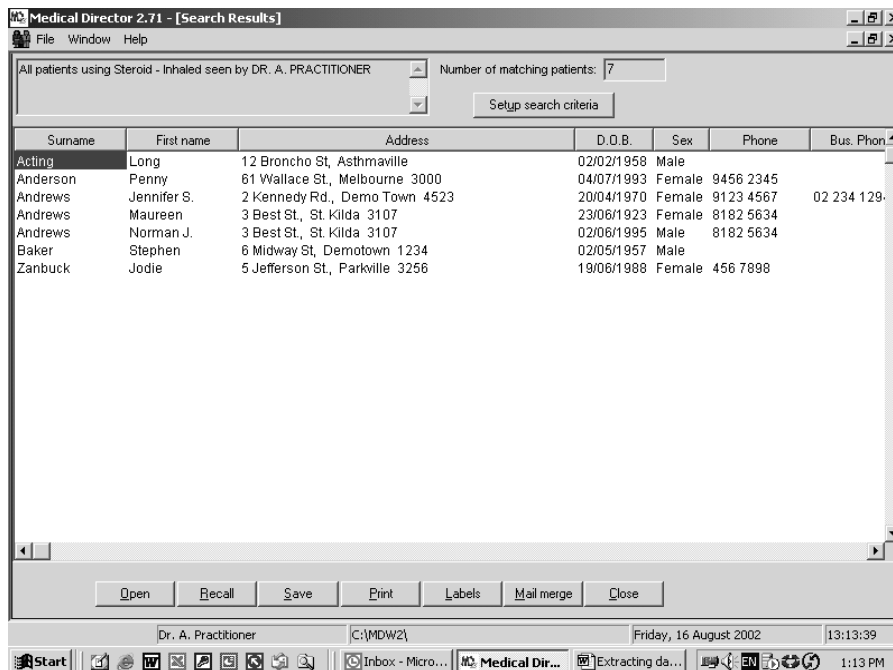 Medical Director 2.71 - [Search Results]
File Window Help
All patients using Steroid - Inhaled seen by DR. A. PRACTITIONER
Number of matching patients: 7
Setup search criteria
Surname First name Address D.O.B. Sex Phone Bus. Phon
Acting Long 12 Broncho St, Asthmaville 02/02/1958 Male
Anderson Penny 61 Wallace St., Melbourne 3000 04/07/1993 Female 9456 2345
Andrews Jennifer S. 2 Kennedy Rd., Demo Town 4523 20/04/1970 Female 9123 4567 02 234 129
Andrews Maureen 3 Best St., St. Kilda 3107 23/06/1923 Female 8182 5634
Andrews Norman J. 3 Best St., St. Kilda 3107 02/06/1995 Male 8182 5634
Baker Stephen 6 Midway St, Demotown 1234 02/05/1957 Male
Zanbuck Jodie 5 Jefferson St., Parkville 3256 19/06/1988 Female 456 7898
Open Recall Save Print Labels Mail merge Close
Dr. A. Practitioner C:\MDW2\ Friday, 16 August 2002 13:13:39
Start Inbox - Micro... Medical Dir... Extracting da... EN 1:13 PM